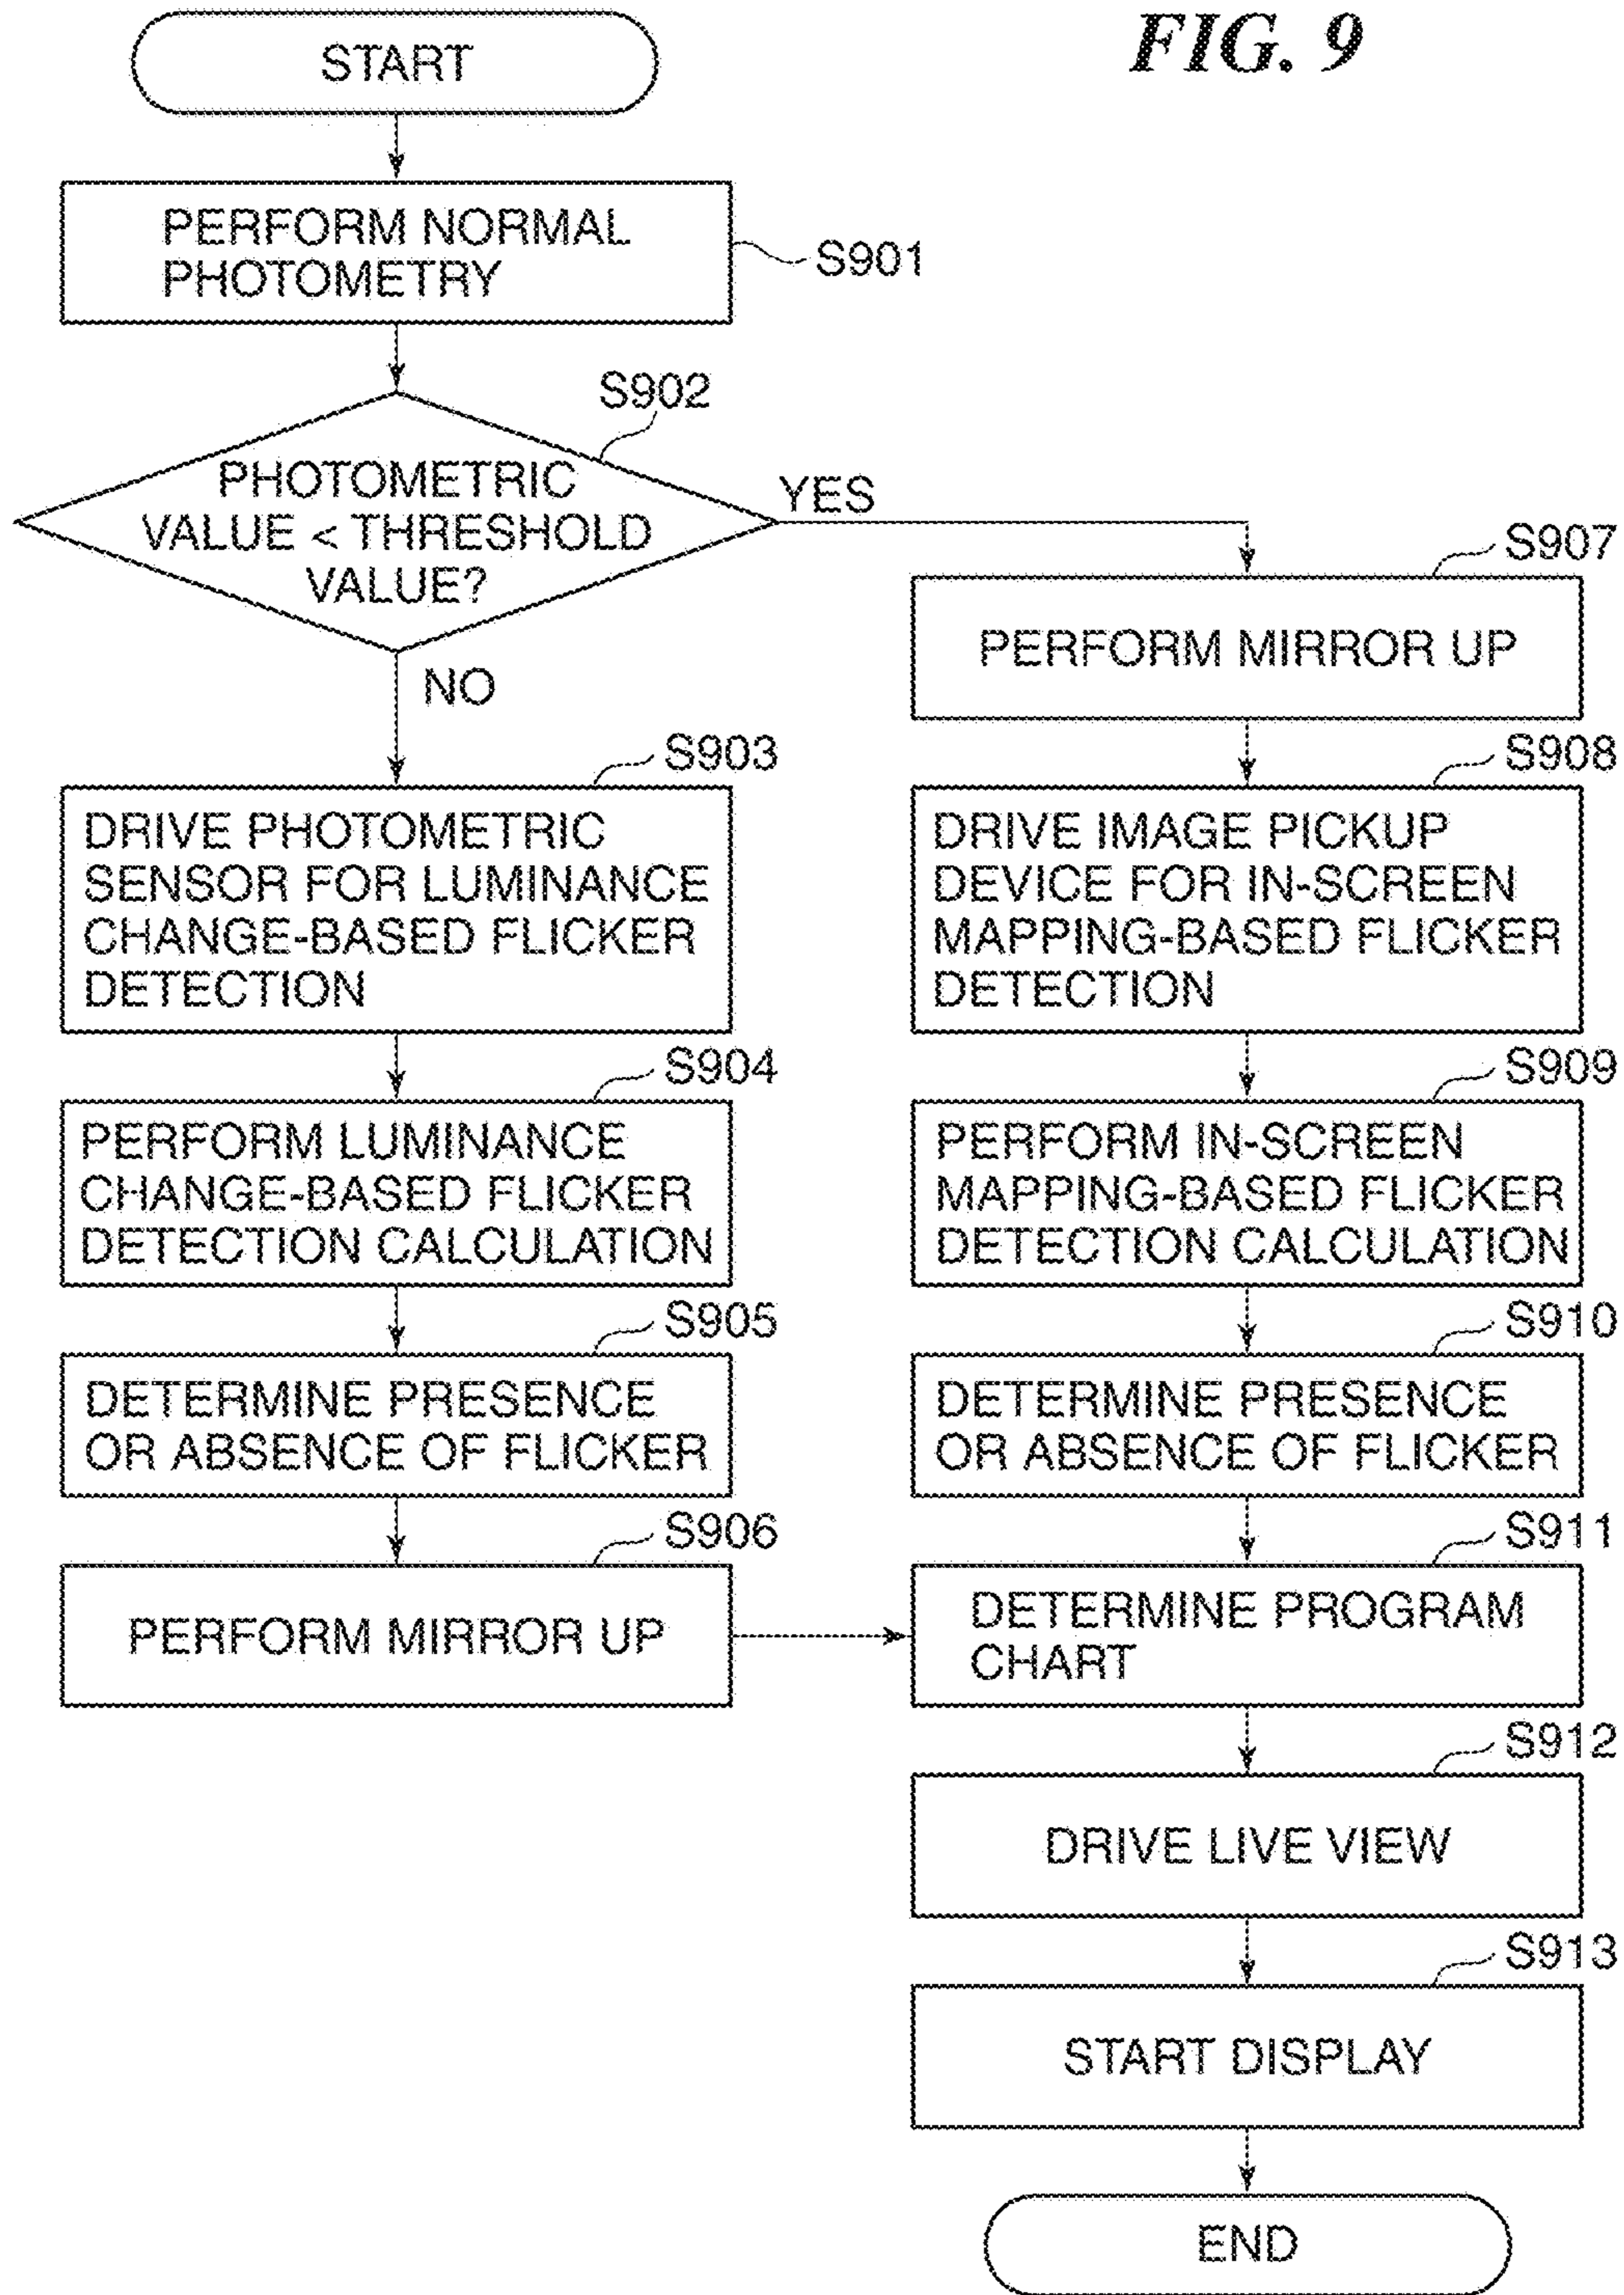 FIG. 9
START
PERFORM NORMAL
PHOTOMETRY
S901
S902
PHOTOMETRIC
VALUE < THRESHOLD
VALUE?
YES
NO
S903
DRIVE PHOTOMETRIC
SENSOR FOR LUMINANCE
CHANGE-BASED FLICKER
DETECTION
S904
PERFORM LUMINANCE
CHANGE-BASED FLICKER
DETECTION CALCULATION
S905
DETERMINE PRESENCE
OR ABSENCE OF FLICKER
S906
PERFORM MIRROR UP
S907
PERFORM MIRROR UP
S908
DRIVE IMAGE PICKUP
DEVICE FOR IN-SCREEN
MAPPING-BASED FLICKER
DETECTION
S909
PERFORM IN-SCREEN
MAPPING-BASED FLICKER
DETECTION CALCULATION
S910
DETERMINE PRESENCE
OR ABSENCE OF FLICKER
S911
DETERMINE PROGRAM
CHART
S912
DRIVE LIVE VIEW
S913
START DISPLAY
END